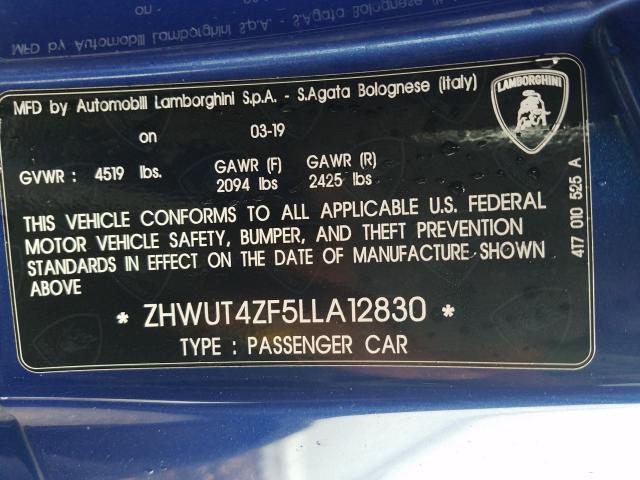 MFD by Automobili Lamborghini S.p.A. - S.Agata Bolognese (Italy)
LAMBORGHINI
on 03-19
GVWR : 4519 lbs. GAWR (F) GAWR (R)
2094 lbs 2425 lbs
THIS VEHICLE CONFORMS TO ALL APPLICABLE U.S. FEDERAL
MOTOR VEHICLE SAFETY, BUMPER, AND THEFT PREVENTION
STANDARDS IN EFFECT ON THE DATE OF MANUFACTURE SHOWN
ABOVE
* ZHWUT4ZF5LLA12830 *
TYPE : PASSENGER CAR
4T7 010 525 A